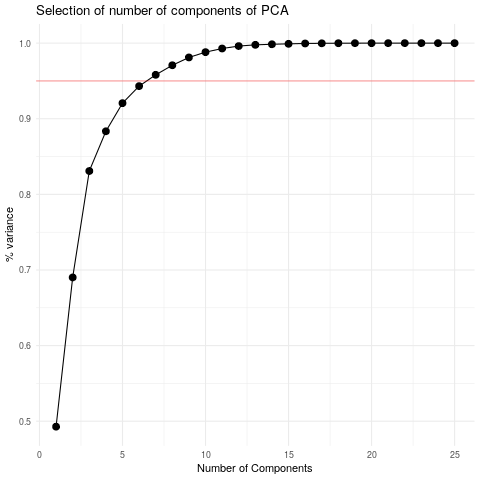 Selection of number of components of PCA
1.0
0.9
0.8
0.7
0.6
0.5
% variance
0 5 10 15 20 25
Number of Components